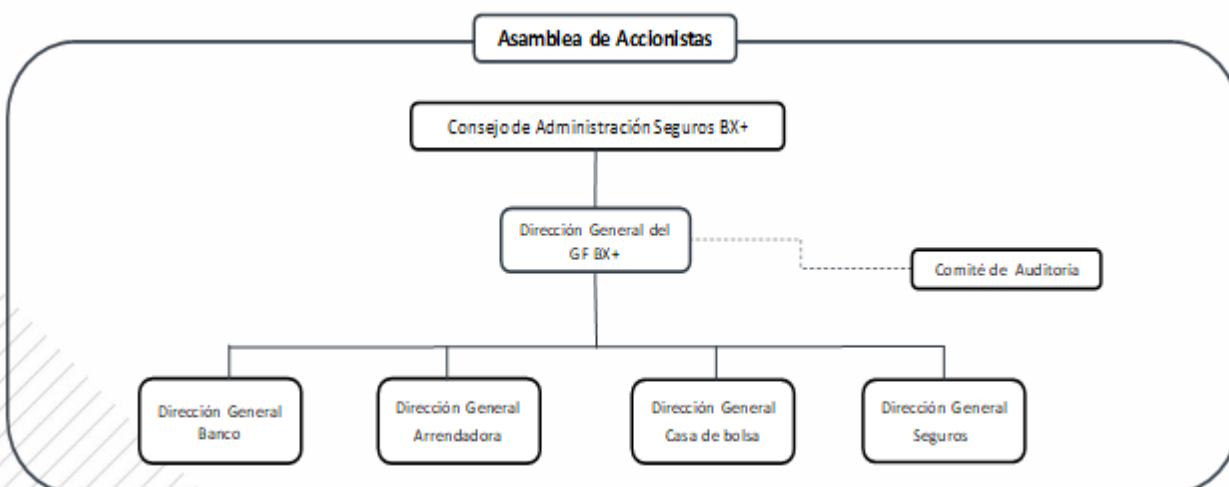 Asamblea de Accionistas
Consejo de Administración Seguros BX+
Dirección General del
GF BX+
Comité de Auditoria
Dirección General
Banco
Dirección General
Arrendadora
Dirección General
Casa de bolsa
Dirección General
Seguros